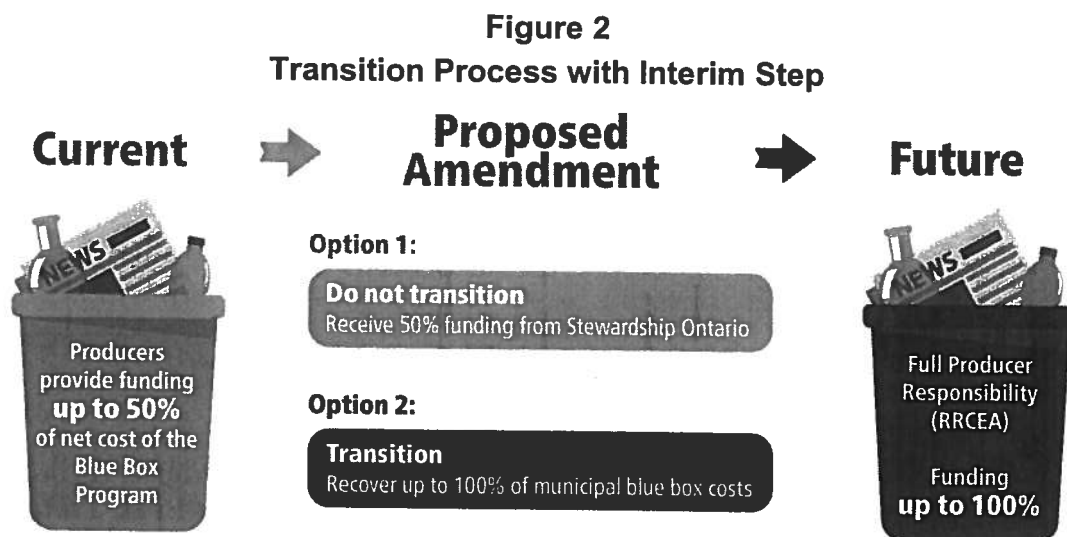 Figure 2
Transition Process with Interim Step
Current
Proposed
Amendment
Future
NEWS
Producers
provide funding
up to 50%
of net cost of the
Blue Box
Program
Option 1:
Do not transition
Receive 50% funding from Stewardship Ontario
Option 2:
Transition
Recover up to 100% of municipal blue box costs
NEWS
Full Producer
Responsibility
(RRCEA)
Funding
up to 100%